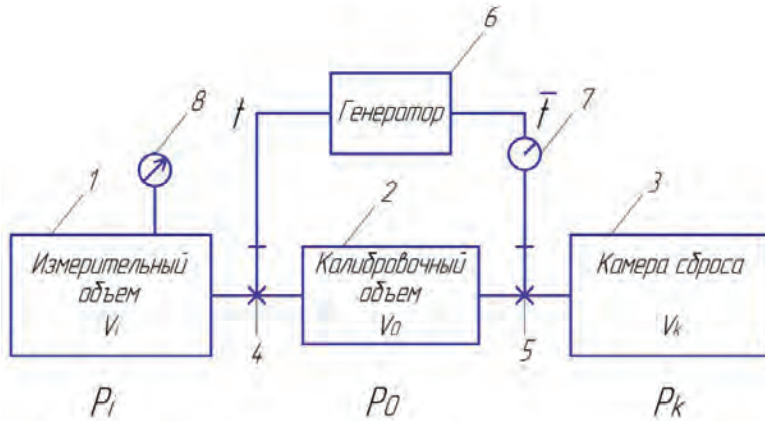 6
8
f
Генератор
f̅
7
1
2
3
Измерительный
объем
Vi
Калибровочный
объем
V0
Камера сброса
Vk
4
5
Pi
P0
Pk